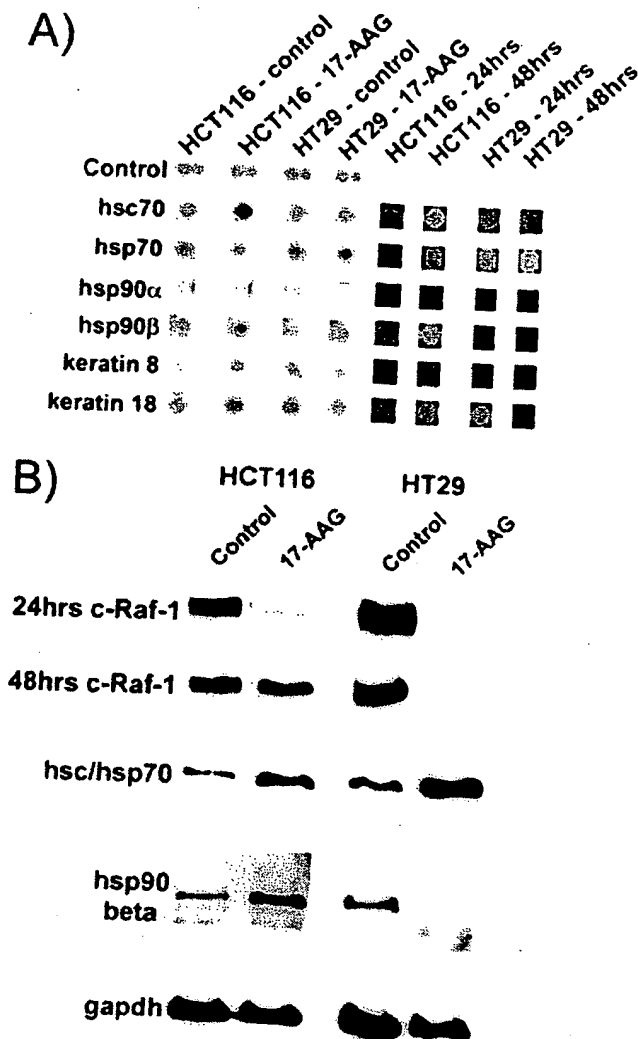 A)
HCT116 - control
HCT116 - 17-AAG
HT29 - control
HT29 - 17-AAG
HCT116 - 24hrs
HCT116 - 48hrs
HT29 - 24hrs
HT29 - 48hrs
Control
hsc70
hsp70
hsp90α
hsp90β
keratin 8
keratin 18
B)
HCT116 HT29
Control 17-AAG Control 17-AAG
24hrs c-Raf-1
48hrs c-Raf-1
hsc/hsp70
hsp90
beta
gapdh